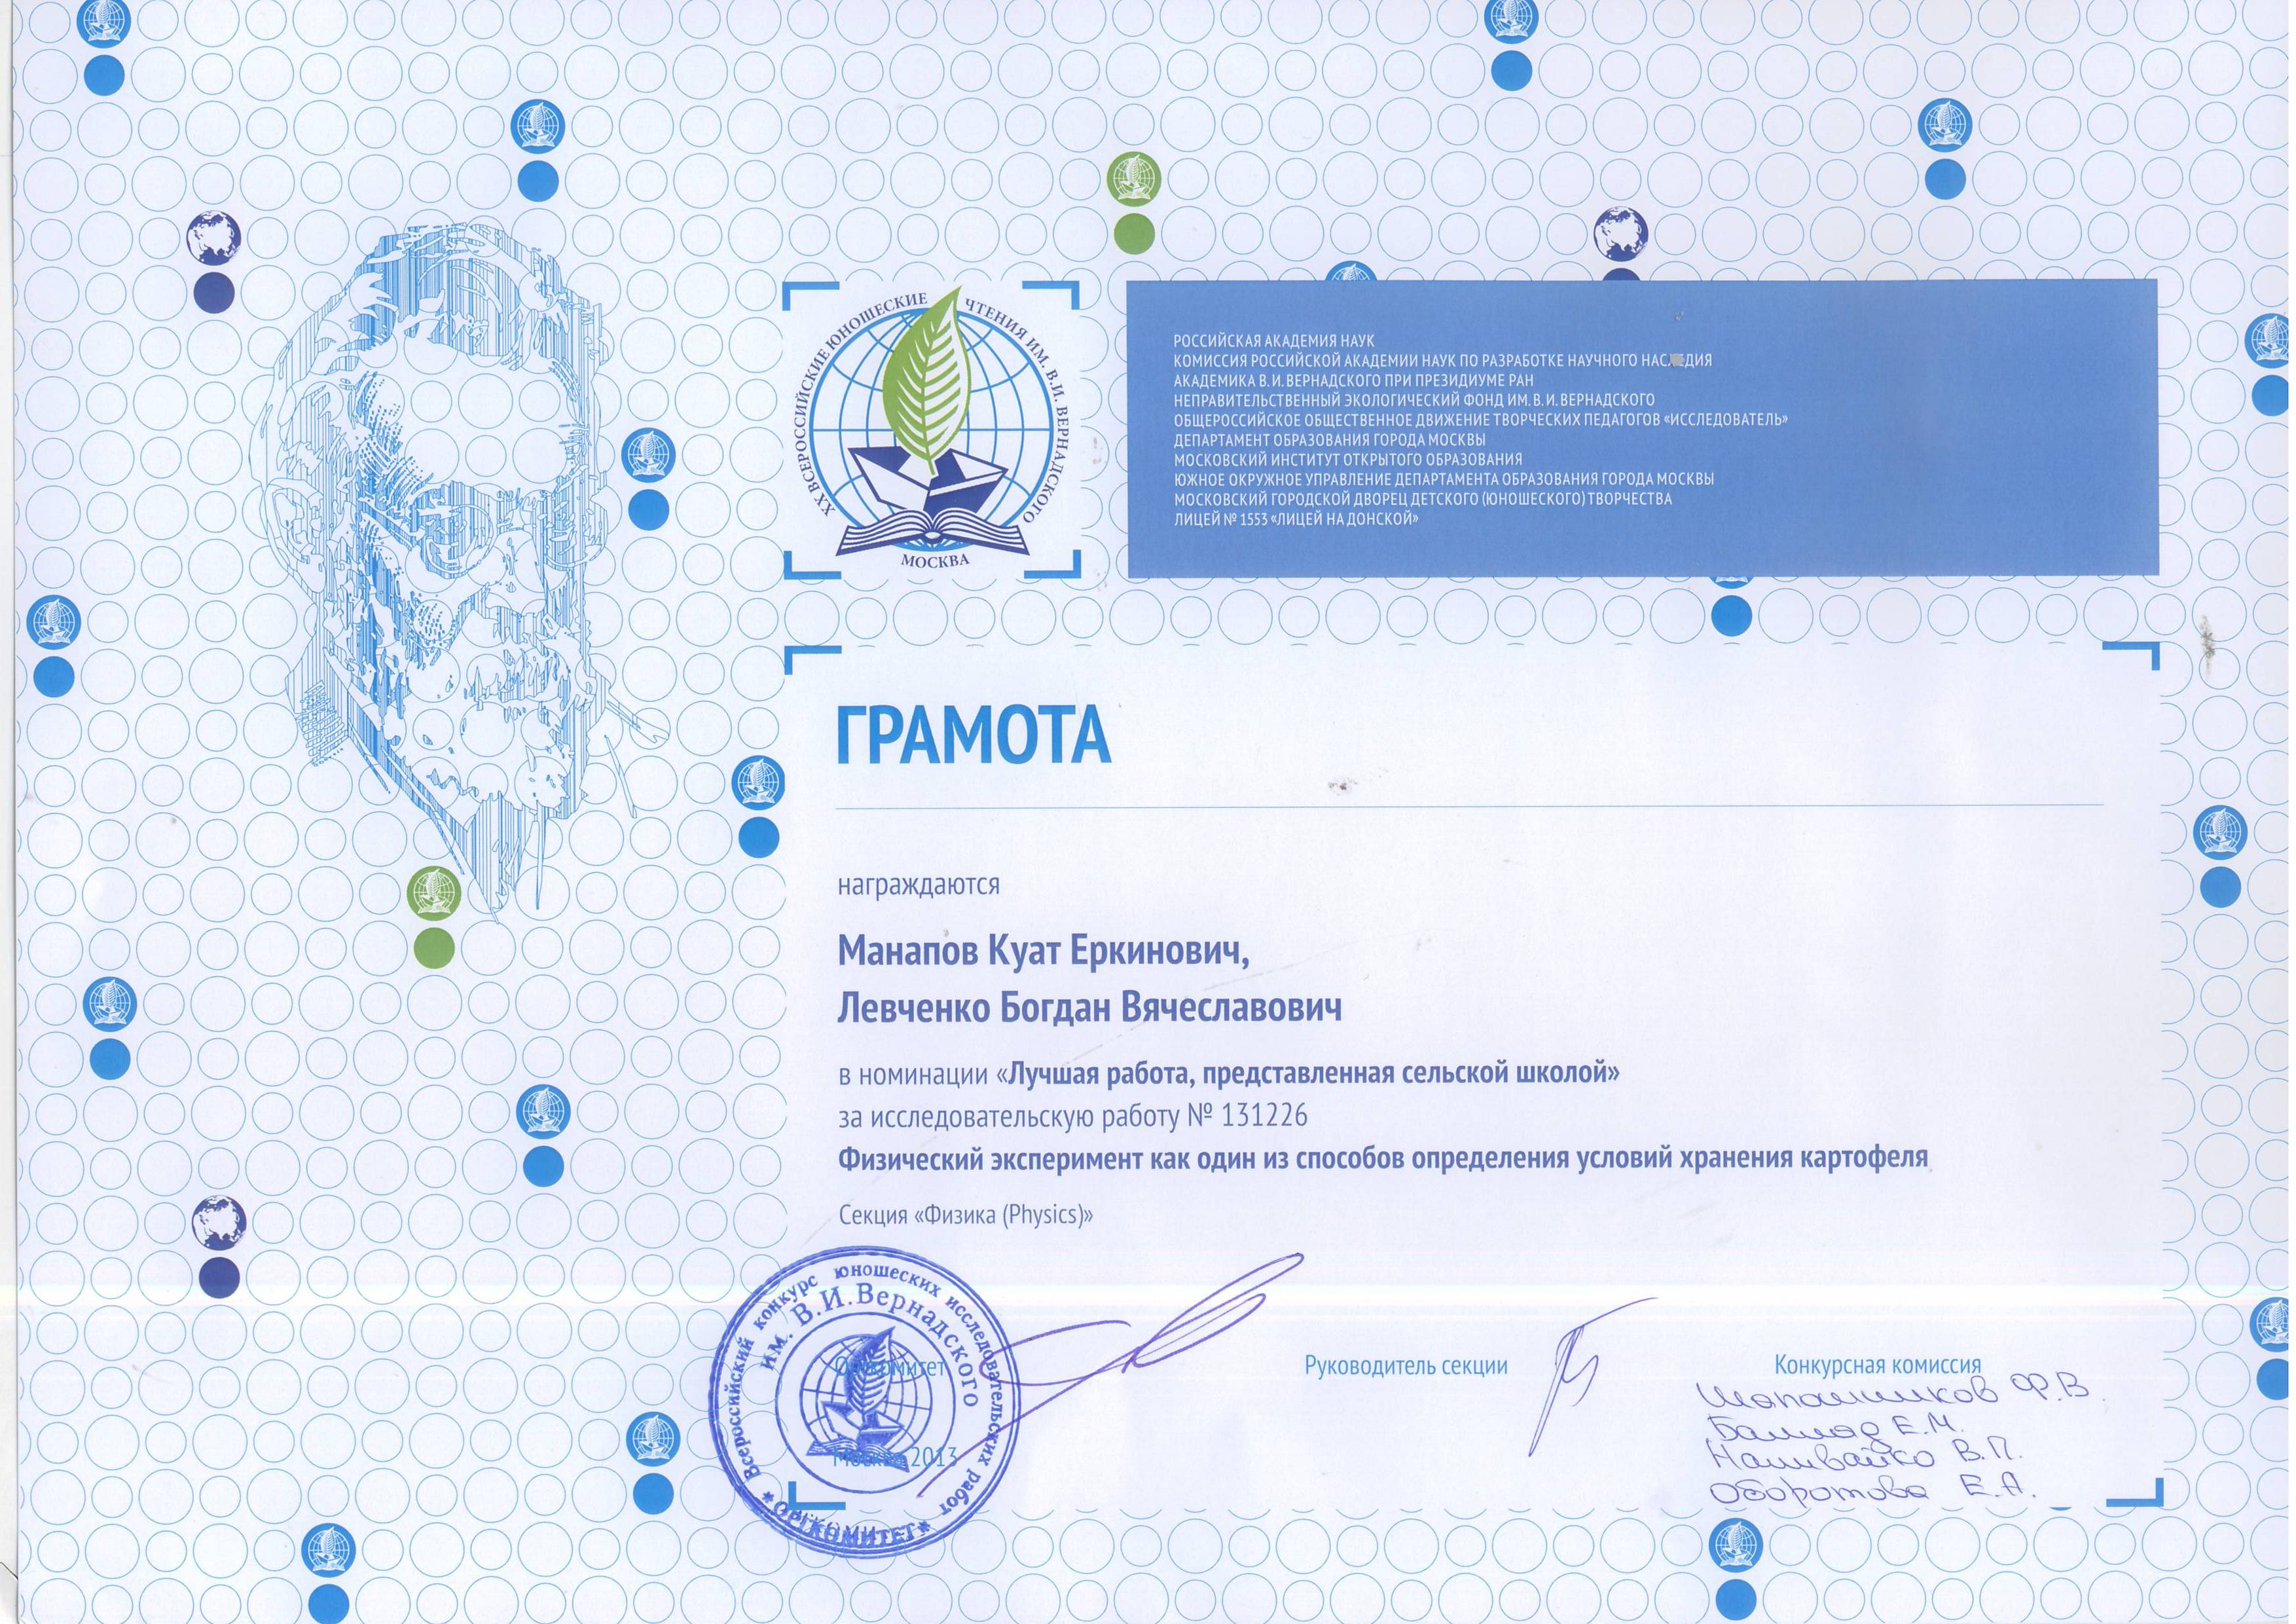 XX ВСЕРОССИЙСКИЕ ЮНОШЕСКИЕ ЧТЕНИЯ ИМ. В.И. ВЕРНАДСКОГО
МОСКВА
РОССИЙСКАЯ АКАДЕМИЯ НАУК
КОМИССИЯ РОССИЙСКОЙ АКАДЕМИИ НАУК ПО РАЗРАБОТКЕ НАУЧНОГО НАСЛЕДИЯ
АКАДЕМИКА В.И. ВЕРНАДСКОГО ПРИ ПРЕЗИДИУМЕ РАН
НЕПРАВИТЕЛЬСТВЕННЫЙ ЭКОЛОГИЧЕСКИЙ ФОНД ИМ. В. И. ВЕРНАДСКОГО
ОБЩЕРОССИЙСКОЕ ОБЩЕСТВЕННОЕ ДВИЖЕНИЕ ТВОРЧЕСКИХ ПЕДАГОГОВ «ИССЛЕДОВАТЕЛЬ»
ДЕПАРТАМЕНТ ОБРАЗОВАНИЯ ГОРОДА МОСКВЫ
МОСКОВСКИЙ ИНСТИТУТ ОТКРЫТОГО ОБРАЗОВАНИЯ
ЮЖНОЕ ОКРУЖНОЕ УПРАВЛЕНИЕ ДЕПАРТАМЕНТА ОБРАЗОВАНИЯ ГОРОДА МОСКВЫ
МОСКОВСКИЙ ГОРОДСКОЙ ДВОРЕЦ ДЕТСКОГО (ЮНОШЕСКОГО) ТВОРЧЕСТВА
ЛИЦЕЙ № 1553 «ЛИЦЕЙ НА ДОНСКОЙ»
ГРАМОТА
награждаются
Манапов Куат Еркинович,
Левченко Богдан Вячеславович
в номинации «Лучшая работа, представленная сельской школой»
за исследовательскую работу № 131226
Физический эксперимент как один из способов определения условий хранения картофеля
Секция «Физика (Physics)»
Всероссийский конкурс юношеских исследовательских работ
им. В.И.Вернадского
*ОРГКОМИТЕТ*
Оргкомитет
Руководитель секции
Конкурсная комиссия
Ф.В.
Е.М.
Наливайко В.П.
Оборотова Е.А.
Москва 2013